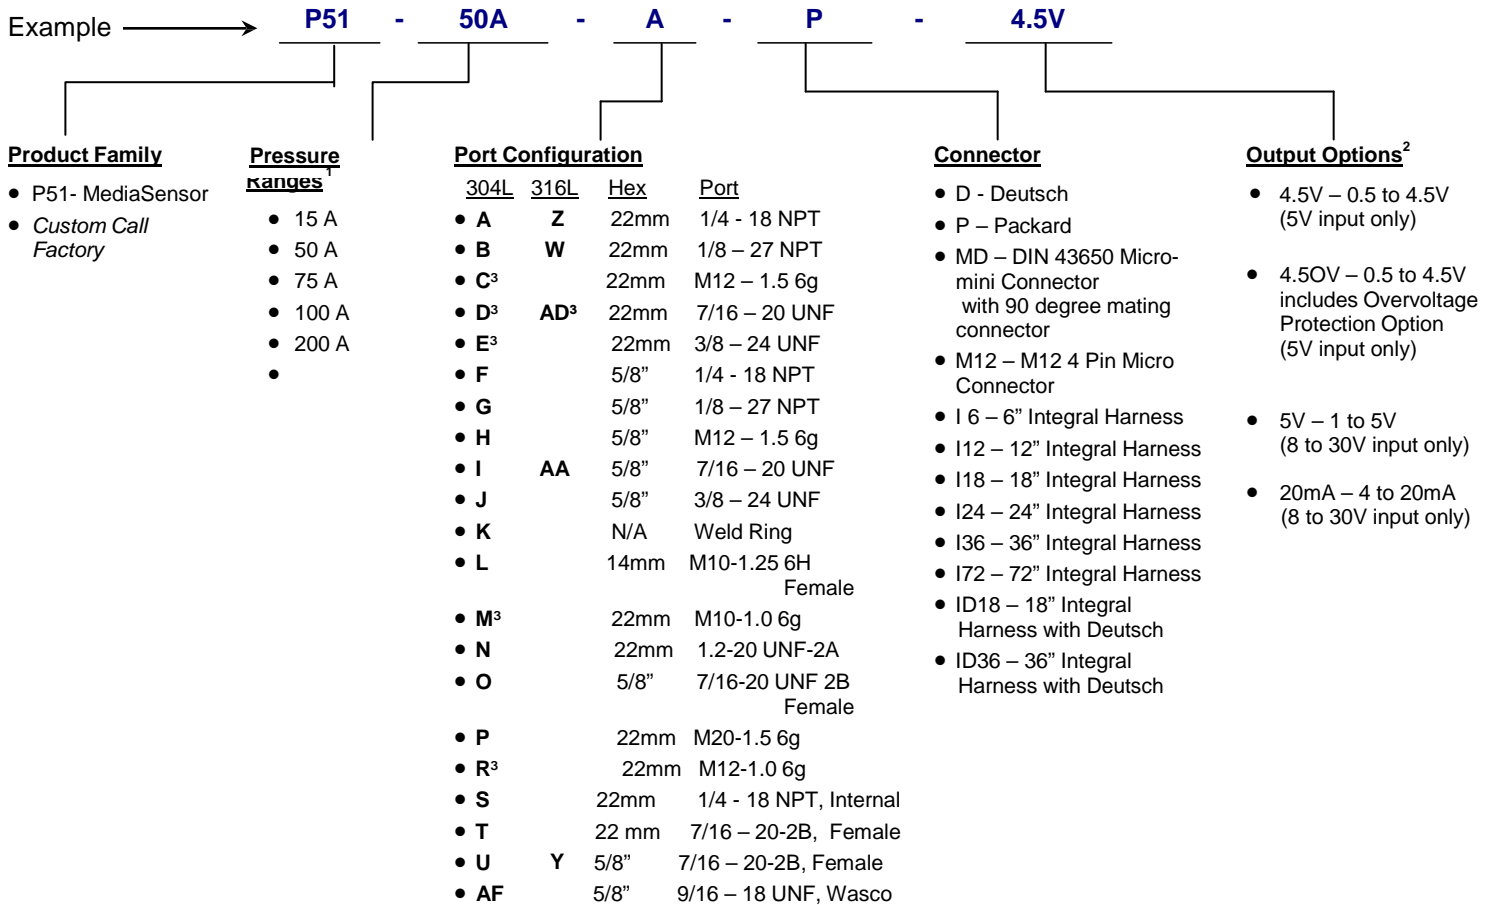 Example P51 - 50A - A - P - 4.5V
Product Family
• P51- MediaSensor
• Custom Call
Factory
Pressure
Ranges1
• 15 A
• 50 A
• 75 A
• 100 A
• 200 A
•
Port Configuration
304L 316L Hex Port
• A Z 22mm 1/4 - 18 NPT
• B W 22mm 1/8 – 27 NPT
• C³ 22mm M12 – 1.5 6g
• D³ AD³ 22mm 7/16 – 20 UNF
• E³ 22mm 3/8 – 24 UNF
• F 5/8” 1/4 - 18 NPT
• G 5/8” 1/8 – 27 NPT
• H 5/8” M12 – 1.5 6g
• I AA 5/8” 7/16 – 20 UNF
• J 5/8” 3/8 – 24 UNF
• K N/A Weld Ring
• L 14mm M10-1.25 6H
Female
• M³ 22mm M10-1.0 6g
• N 22mm 1.2-20 UNF-2A
• O 5/8” 7/16-20 UNF 2B
Female
• P 22mm M20-1.5 6g
• R³ 22mm M12-1.0 6g
• S 22mm 1/4 - 18 NPT, Internal
• T 22 mm 7/16 – 20-2B, Female
• U Y 5/8” 7/16 – 20-2B, Female
• AF 5/8” 9/16 – 18 UNF, Wasco
Connector
• D - Deutsch
• P – Packard
• MD – DIN 43650 Micro-
mini Connector
with 90 degree mating
connector
• M12 – M12 4 Pin Micro
Connector
• I 6 – 6” Integral Harness
• I12 – 12” Integral Harness
• I18 – 18” Integral Harness
• I24 – 24” Integral Harness
• I36 – 36” Integral Harness
• I72 – 72” Integral Harness
• ID18 – 18” Integral
Harness with Deutsch
• ID36 – 36” Integral
Harness with Deutsch
Output Options²
• 4.5V – 0.5 to 4.5V
(5V input only)
• 4.5OV – 0.5 to 4.5V
includes Overvoltage
Protection Option
(5V input only)
• 5V – 1 to 5V
(8 to 30V input only)
• 20mA – 4 to 20mA
(8 to 30V input only)